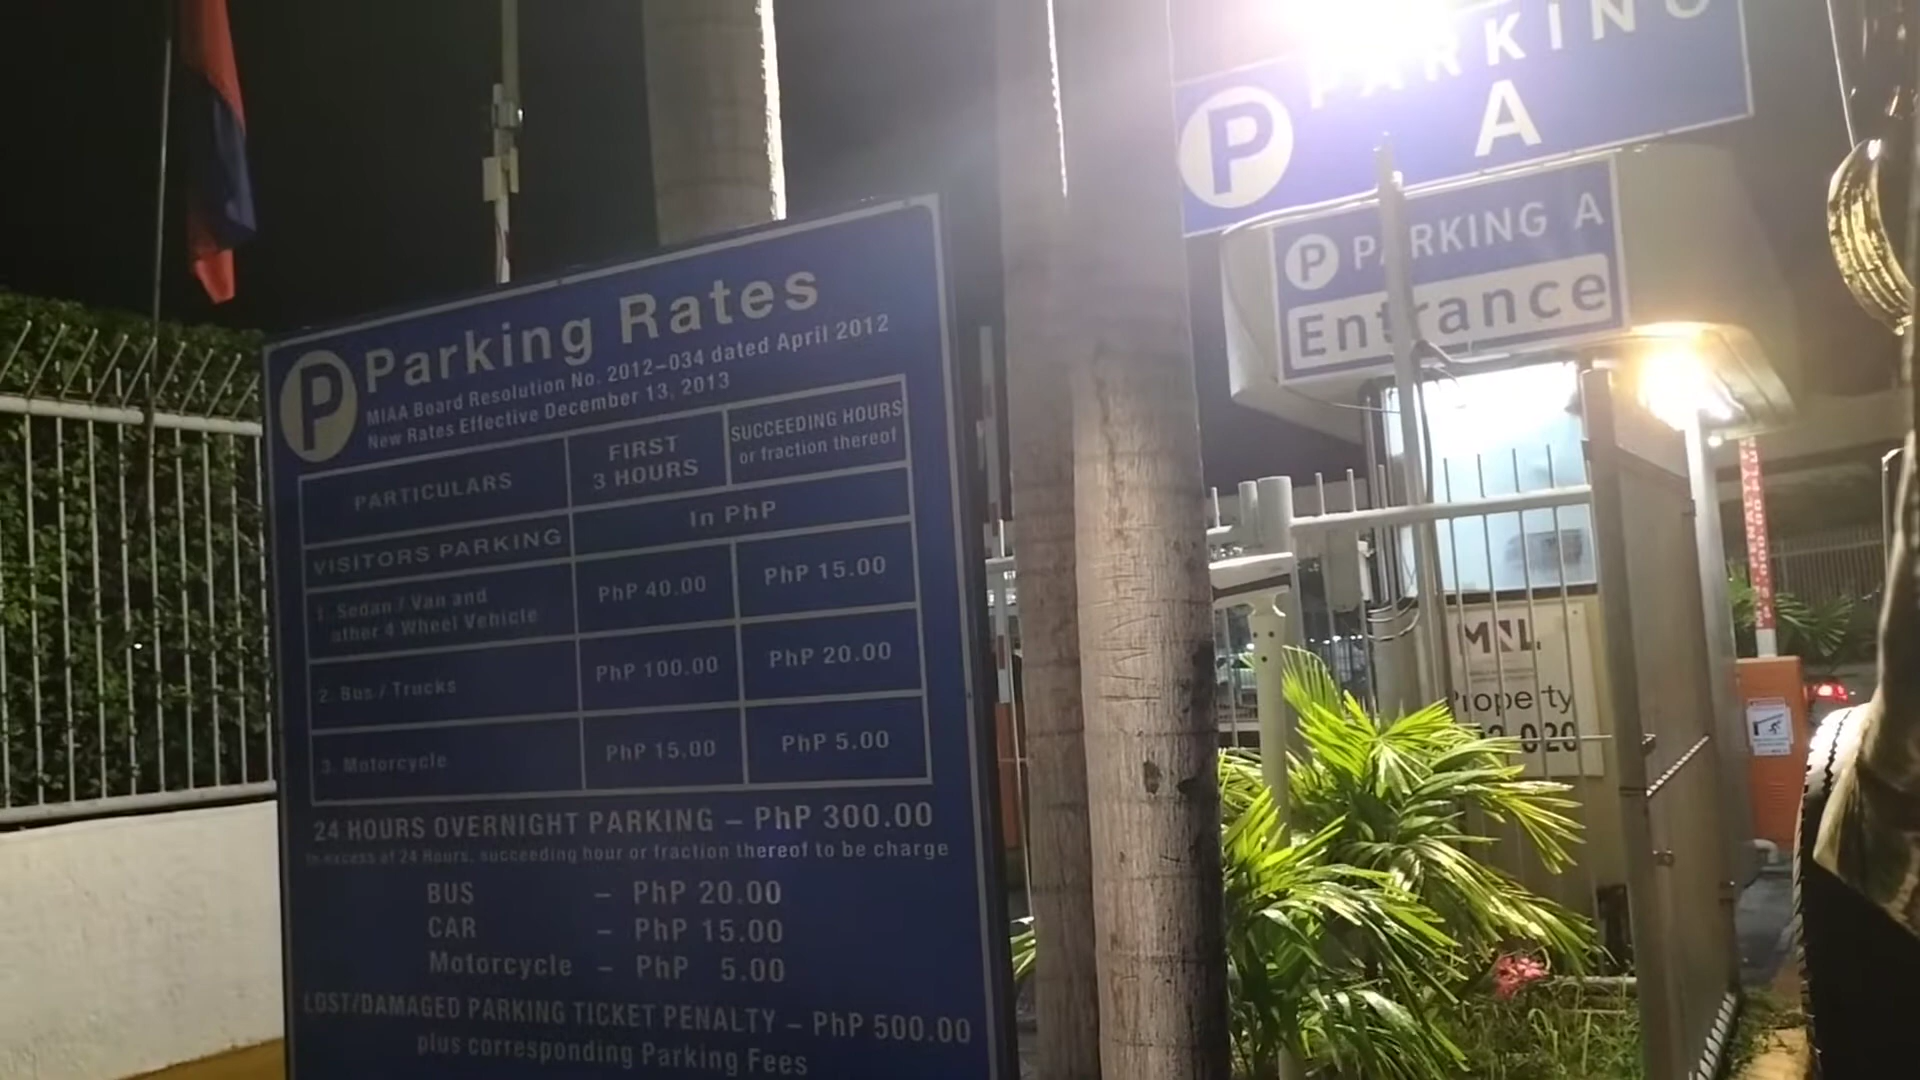 PARKING
P
A
P PARKING A
Entrance
P Parking Rates
MIAA Board Resolution No. 2012-034 dated April 2012
New Rates Effective December 13, 2013
PARTICULARS
FIRST
3 HOURS
SUCCEEDING HOURS
or fraction thereof
VISITORS PARKING
In PhP
1. Sedan / Van and
other 4 Wheel Vehicle
PhP 40.00
PhP 15.00
2. Bus / Trucks
PhP 100.00
PhP 20.00
3. Motorcycle
PhP 15.00
PhP 5.00
24 HOURS OVERNIGHT PARKING – PhP 300.00
In excess of 24 Hours, succeeding hour or fraction thereof to be charge
BUS – PhP 20.00
CAR – PhP 15.00
Motorcycle – PhP 5.00
LOST/DAMAGED PARKING TICKET PENALTY – PhP 500.00
plus corresponding Parking Fees
MNL
Property
020